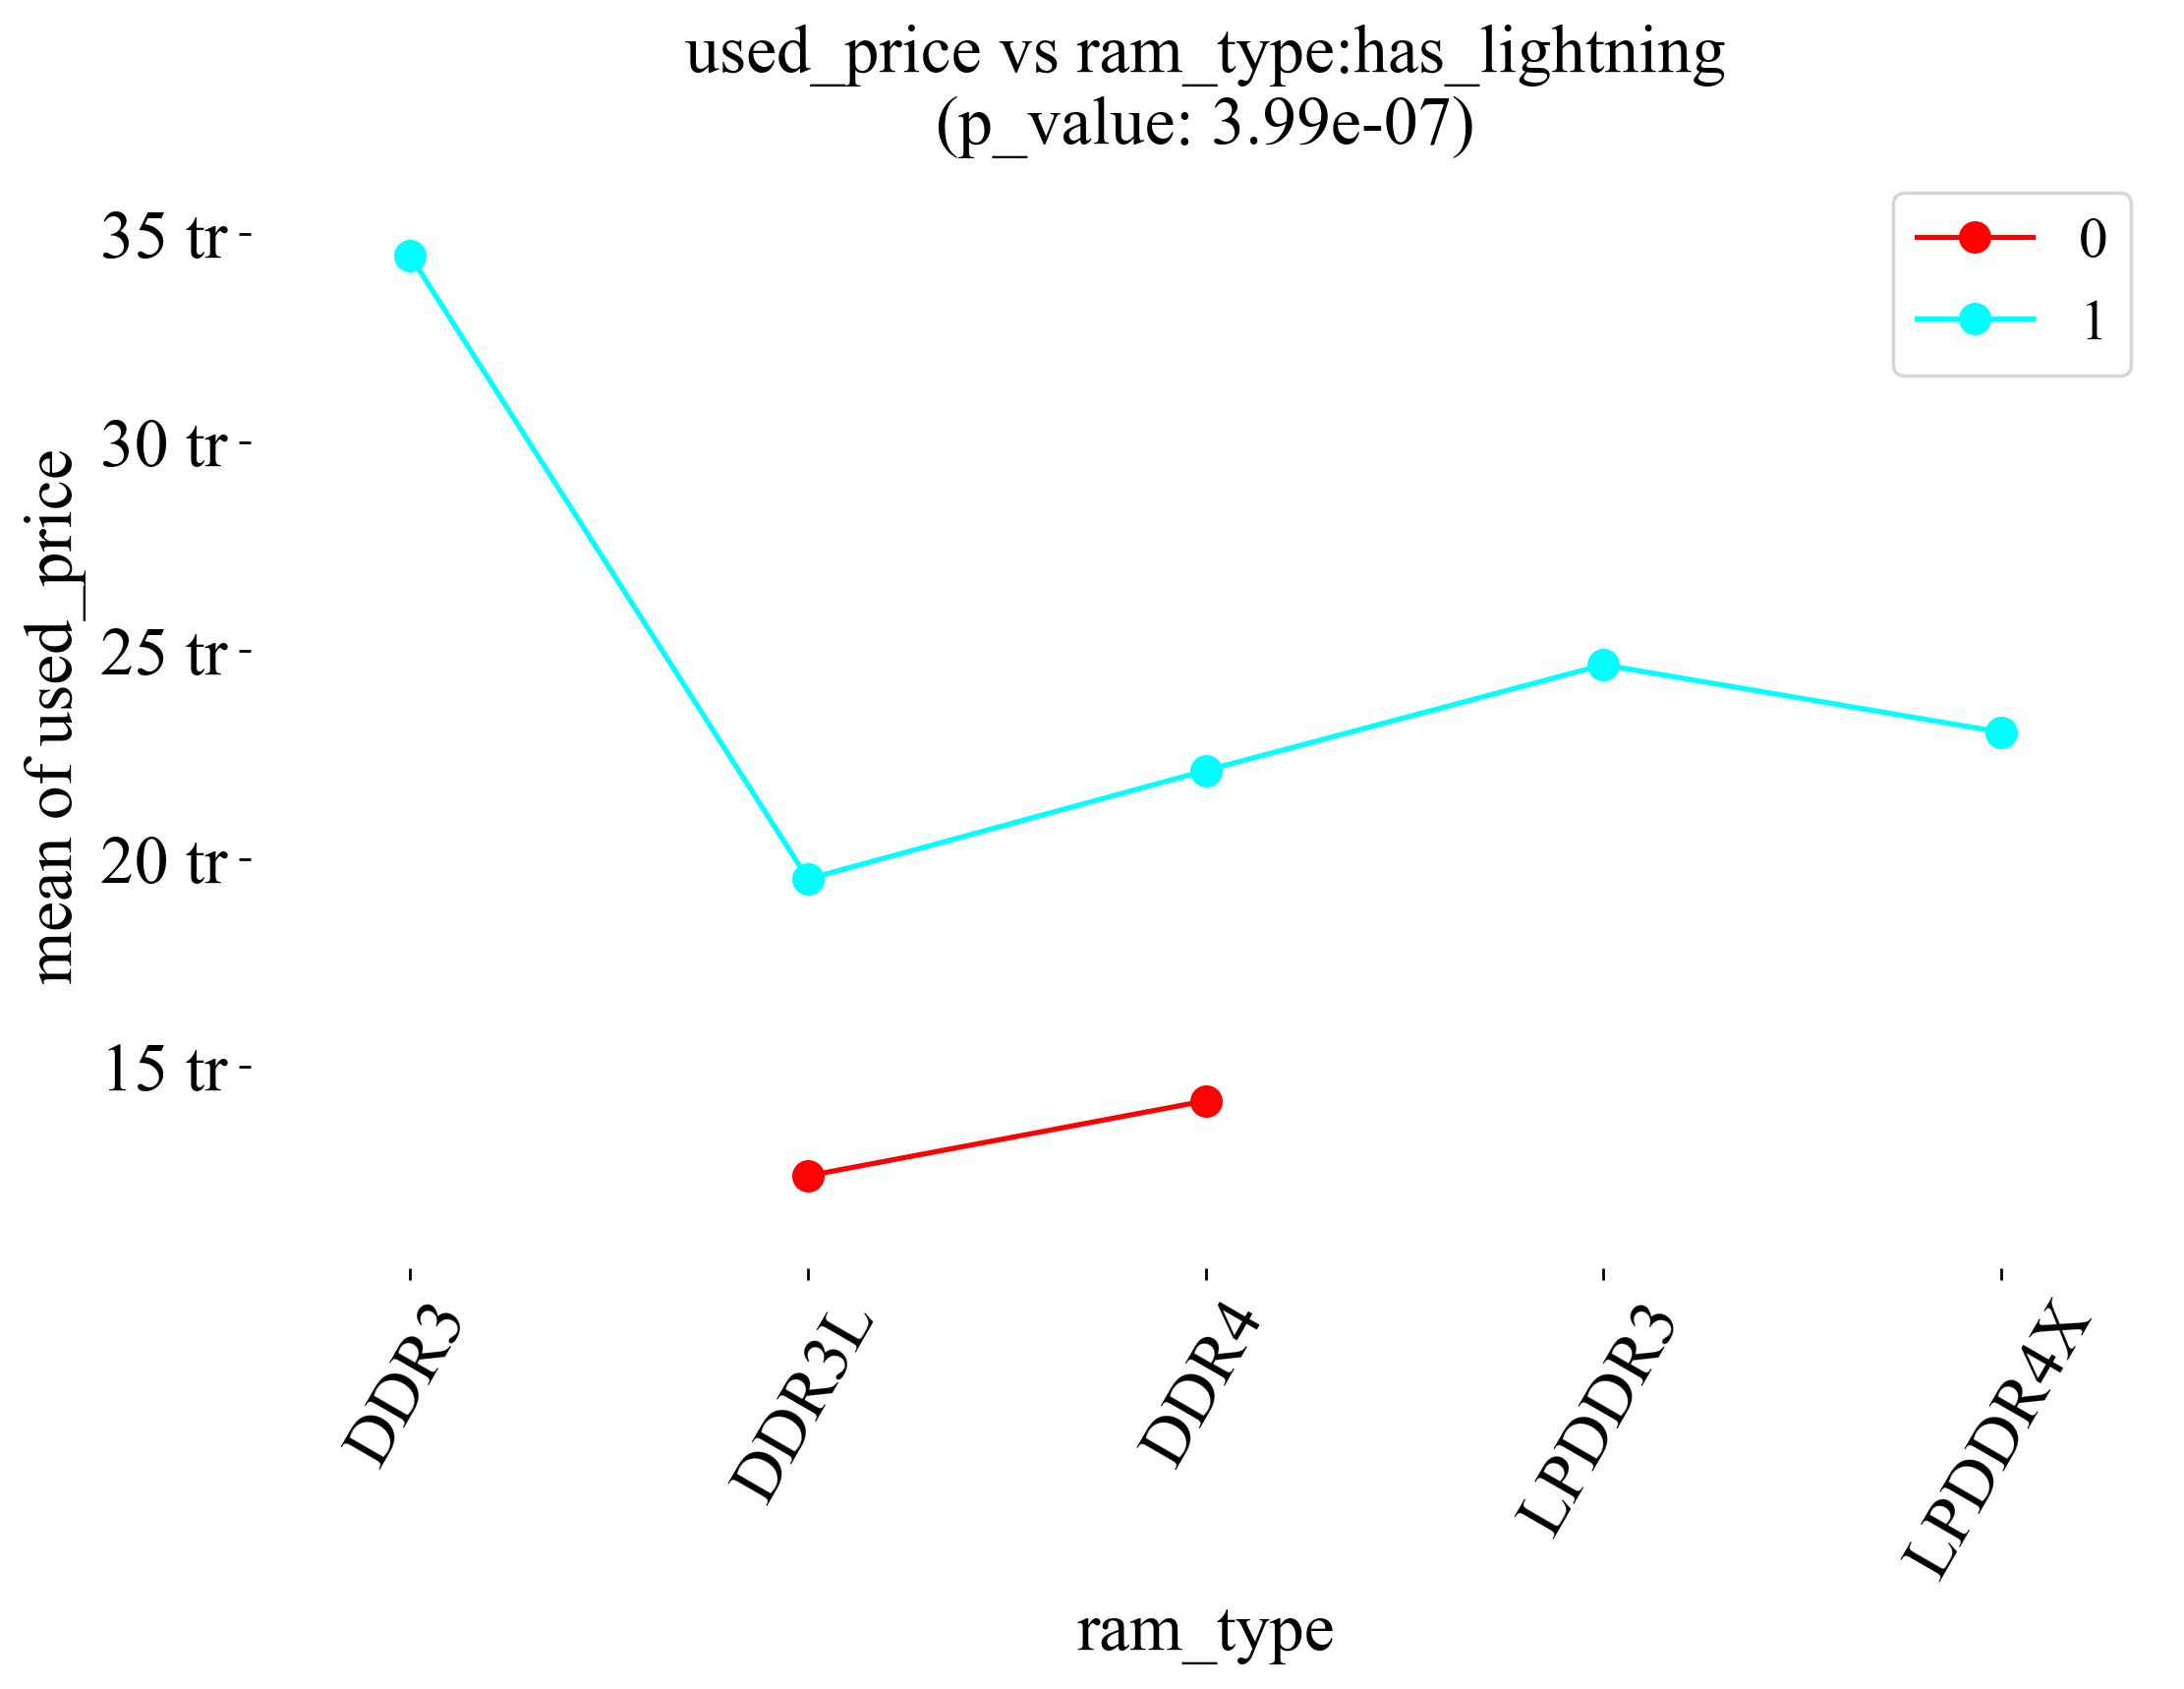 used_price vs ram_type:has_lightning
(p_value: 3.99e-07)
0
1
35 tr
30 tr
25 tr
20 tr
15 tr
mean of used_price
DDR3
DDR3L
DDR4
LPDDR3
LPDDR4X
ram_type